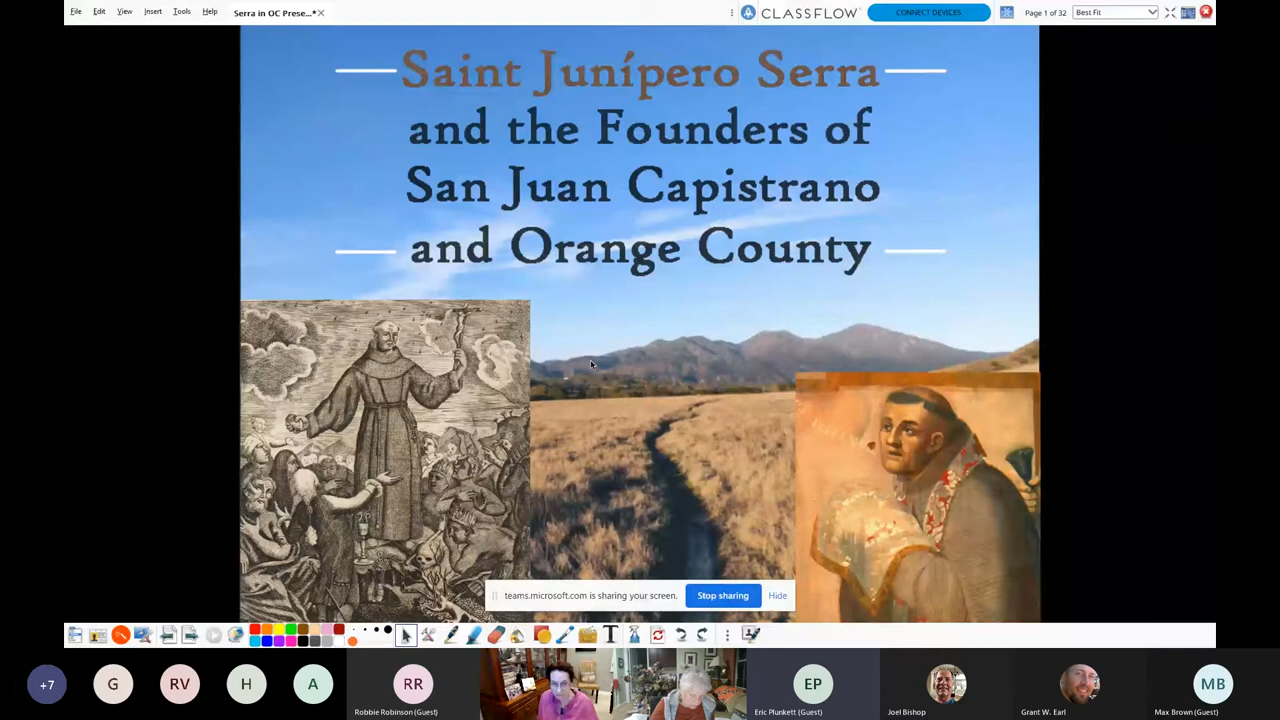 File Edit View Insert Tools Help Serra in OC Prese...* CLASSFLOW CONNECT DEVICES Page 1 of 32 Best Fit
Saint Junípero Serra
and the Founders of
San Juan Capistrano
and Orange County
teams.microsoft.com is sharing your screen. Stop sharing Hide
T
+7 G RV H A RR EP MB
Robbie Robinson (Guest) Eric Plunkett (Guest) Joel Bishop Grant W. Earl Max Brown (Guest)